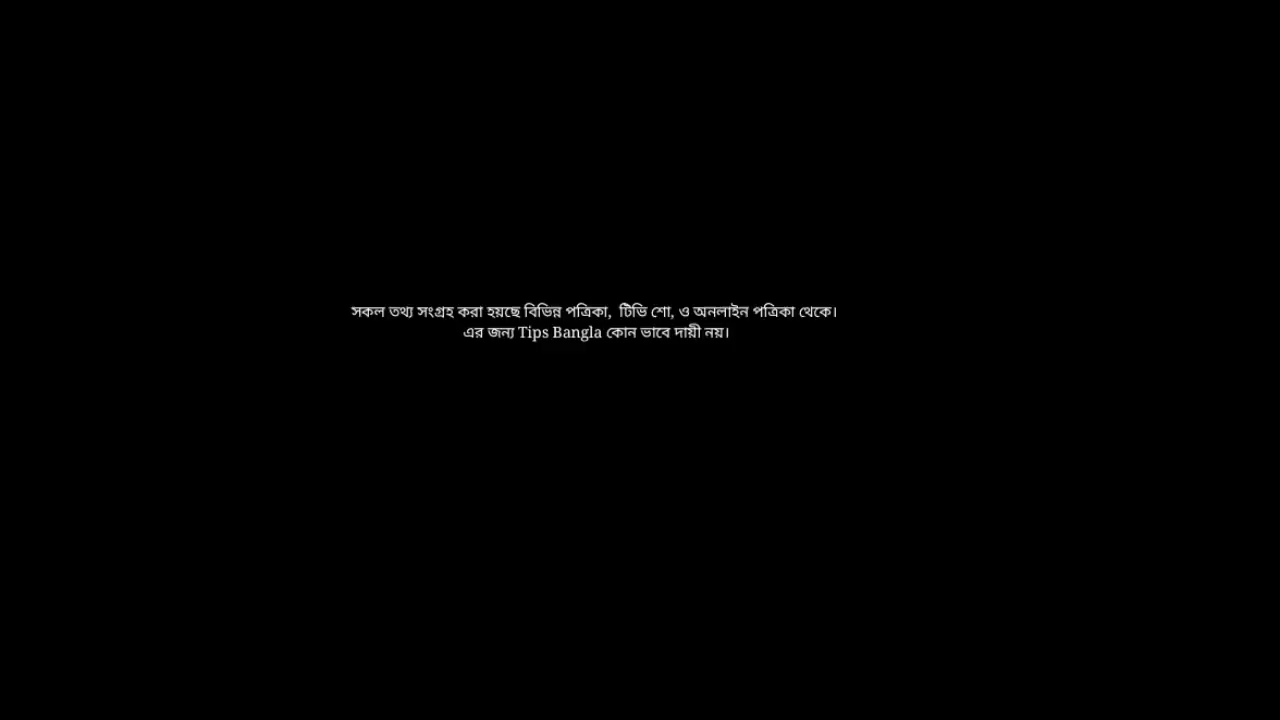 সকল তথ্য সংগ্রহ করা হয়ছে বিভিন্ন পত্রিকা, টিভি শো, ও অনলাইন পত্রিকা থেকে।
এর জন্য Tips Bangla কোন ভাবে দায়ী নয়।